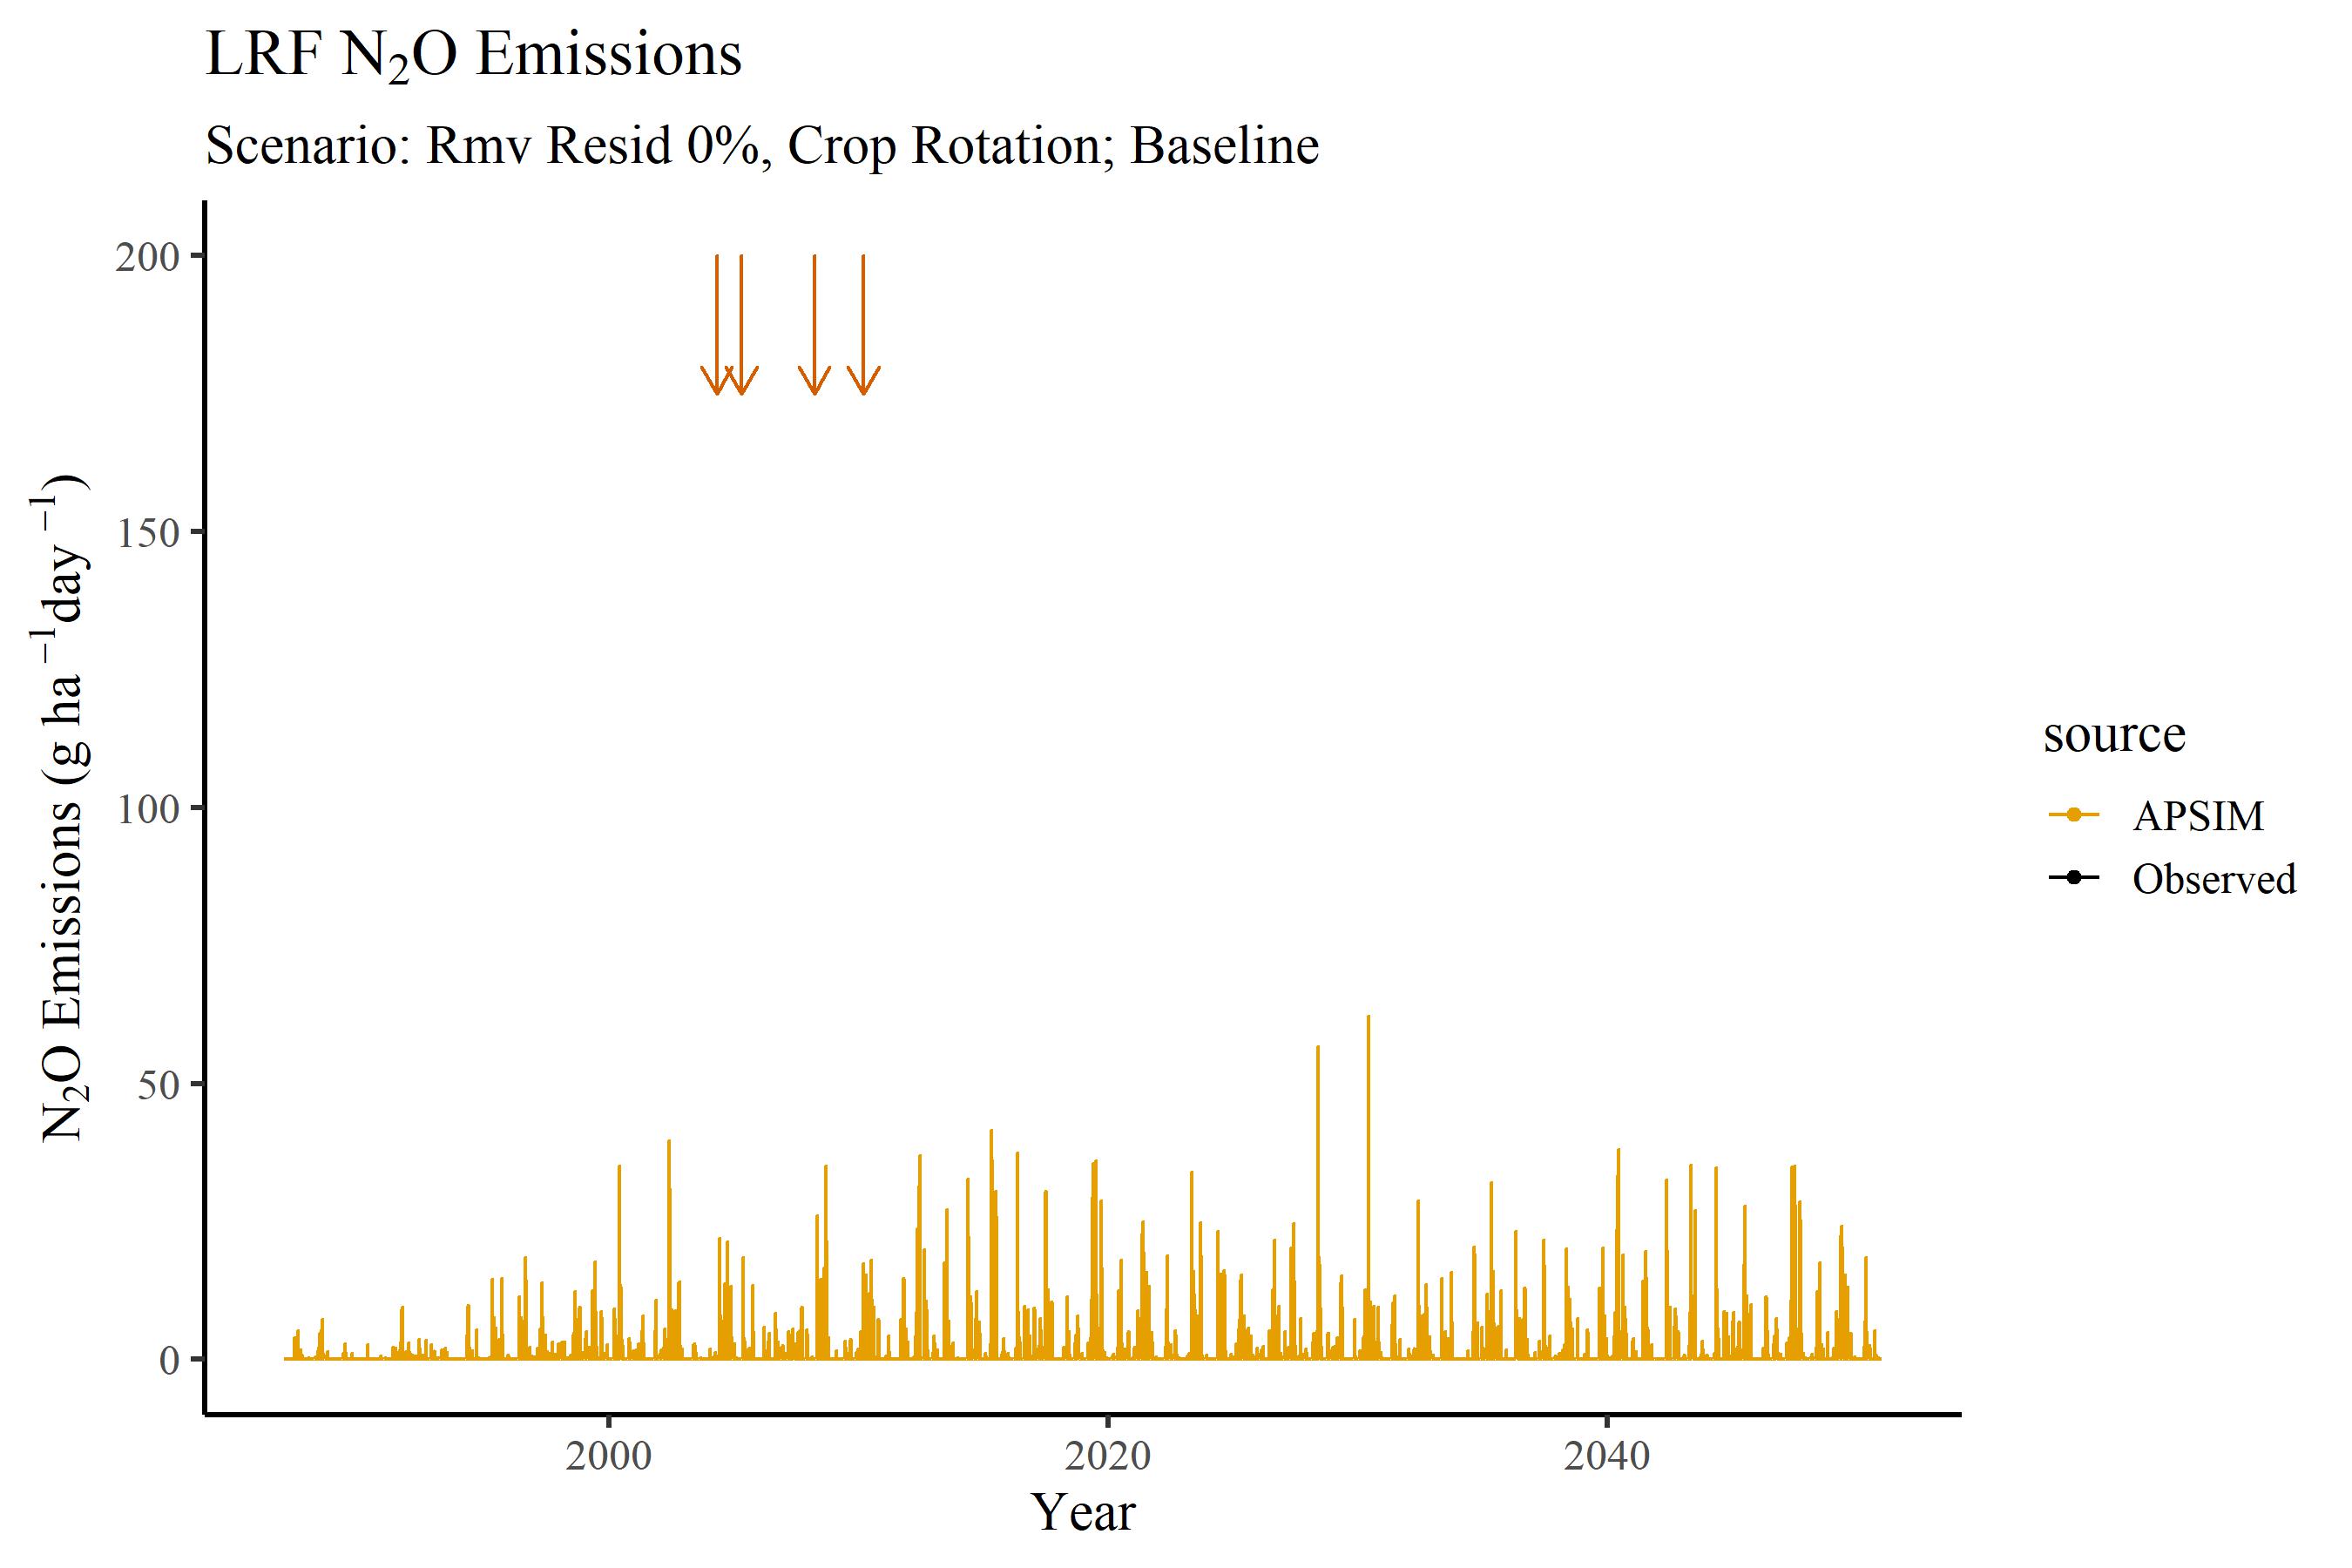 LRF N₂O Emissions
Scenario: Rmv Resid 0%, Crop Rotation; Baseline
N₂O Emissions (g ha ⁻¹day ⁻¹)
200
150
100
50
0
2000 2020 2040
Year
source
APSIM
Observed